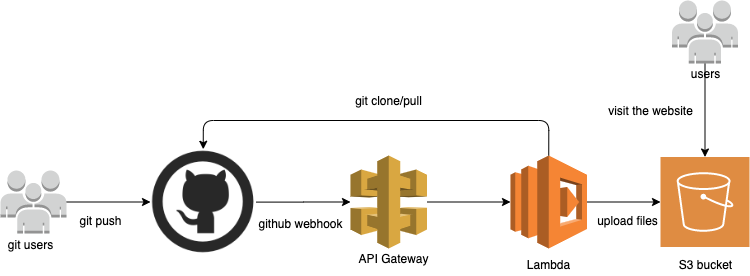 users
git clone/pull
visit the website
git push
github webhook
upload files
git users
API Gateway
Lambda
S3 bucket